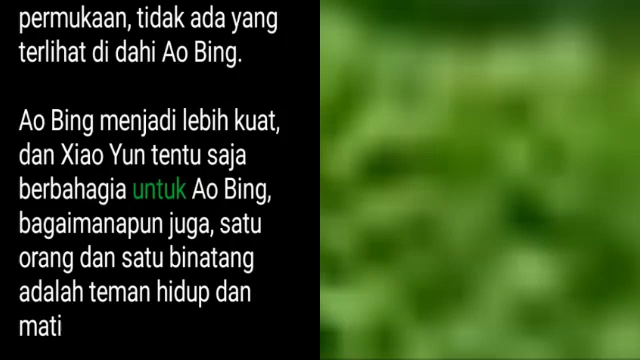 permukaan, tidak ada yang
terlihat di dahi Ao Bing.
Ao Bing menjadi lebih kuat,
dan Xiao Yun tentu saja
berbahagia untuk Ao Bing,
bagaimanapun juga, satu
orang dan satu binatang
adalah teman hidup dan
mati